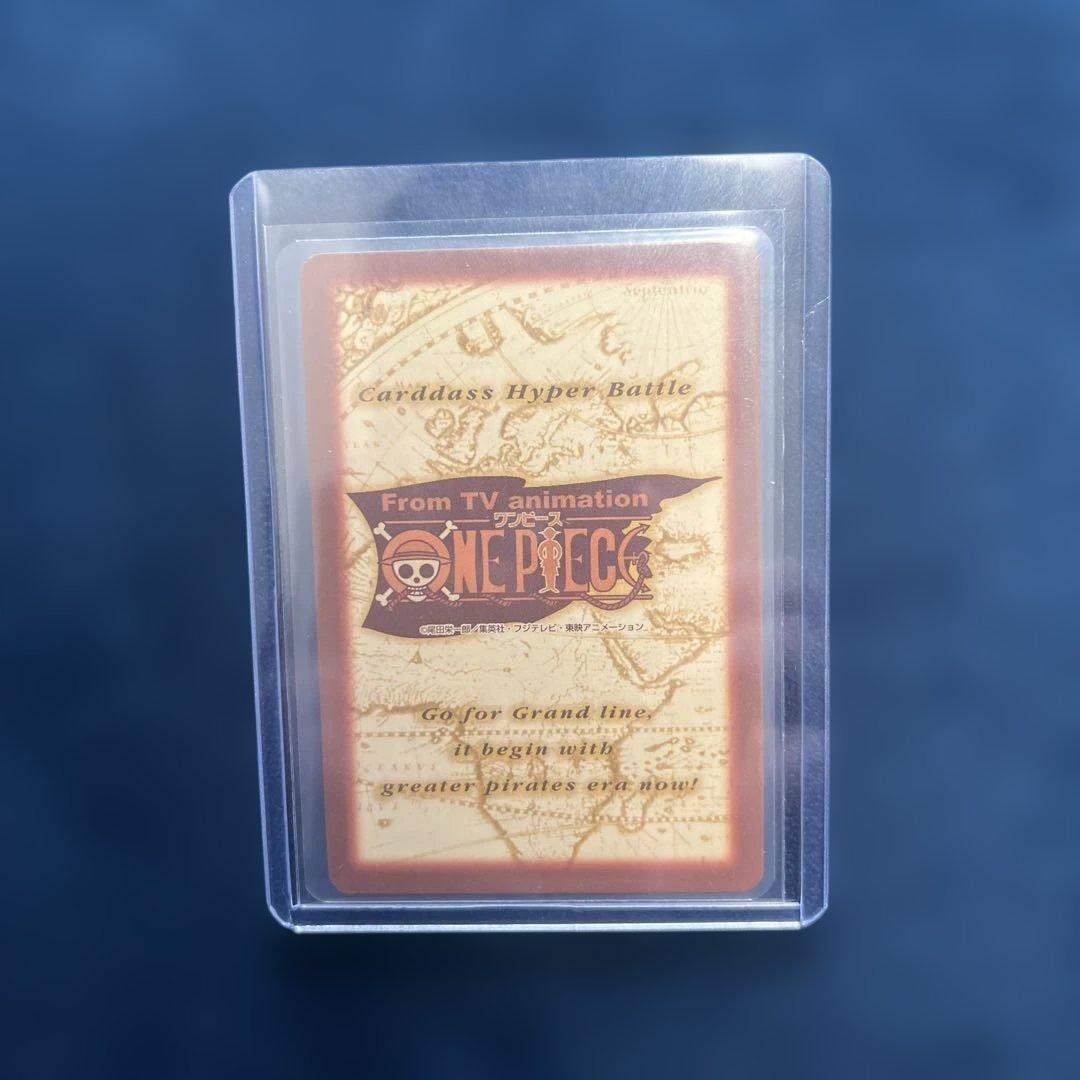 Septentrio
Carddass Hyper Battle
From TV animation
ワンピース
ONE PIECE
©尾田栄一郎/集英社・フジテレビ・東映アニメーション
Go for Grand line,
it begin with
greater pirates era now!